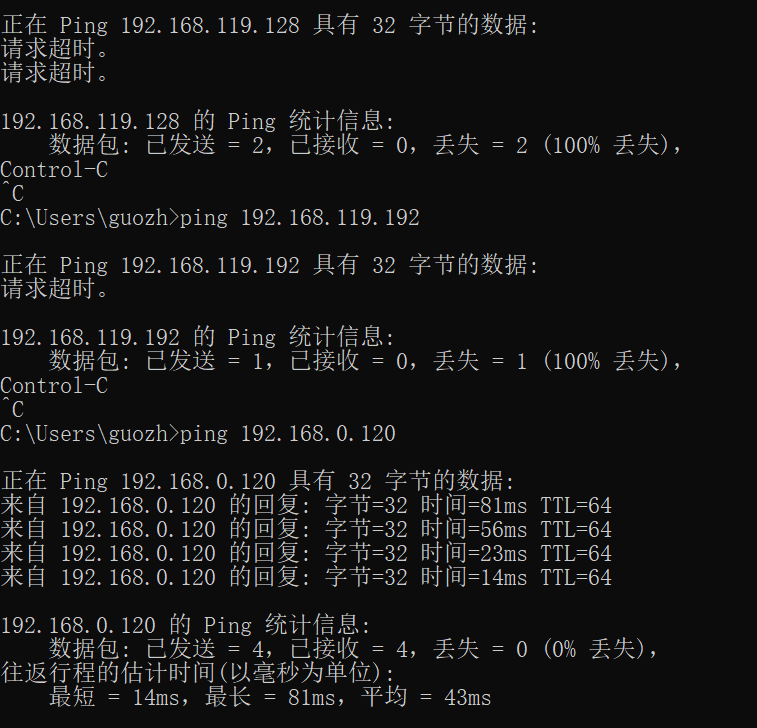 正在 Ping 192.168.119.128 具有 32 字节的数据:
请求超时。
请求超时。
192.168.119.128 的 Ping 统计信息:
数据包: 已发送 = 2，已接收 = 0，丢失 = 2 (100% 丢失)，
Control-C
^C
C:\Users\guozh>ping 192.168.119.192
正在 Ping 192.168.119.192 具有 32 字节的数据:
请求超时。
192.168.119.192 的 Ping 统计信息:
数据包: 已发送 = 1，已接收 = 0，丢失 = 1 (100% 丢失)，
Control-C
^C
C:\Users\guozh>ping 192.168.0.120
正在 Ping 192.168.0.120 具有 32 字节的数据:
来自 192.168.0.120 的回复: 字节=32 时间=81ms TTL=64
来自 192.168.0.120 的回复: 字节=32 时间=56ms TTL=64
来自 192.168.0.120 的回复: 字节=32 时间=23ms TTL=64
来自 192.168.0.120 的回复: 字节=32 时间=14ms TTL=64
192.168.0.120 的 Ping 统计信息:
数据包: 已发送 = 4，已接收 = 4，丢失 = 0 (0% 丢失)，
往返行程的估计时间(以毫秒为单位):
最短 = 14ms，最长 = 81ms，平均 = 43ms